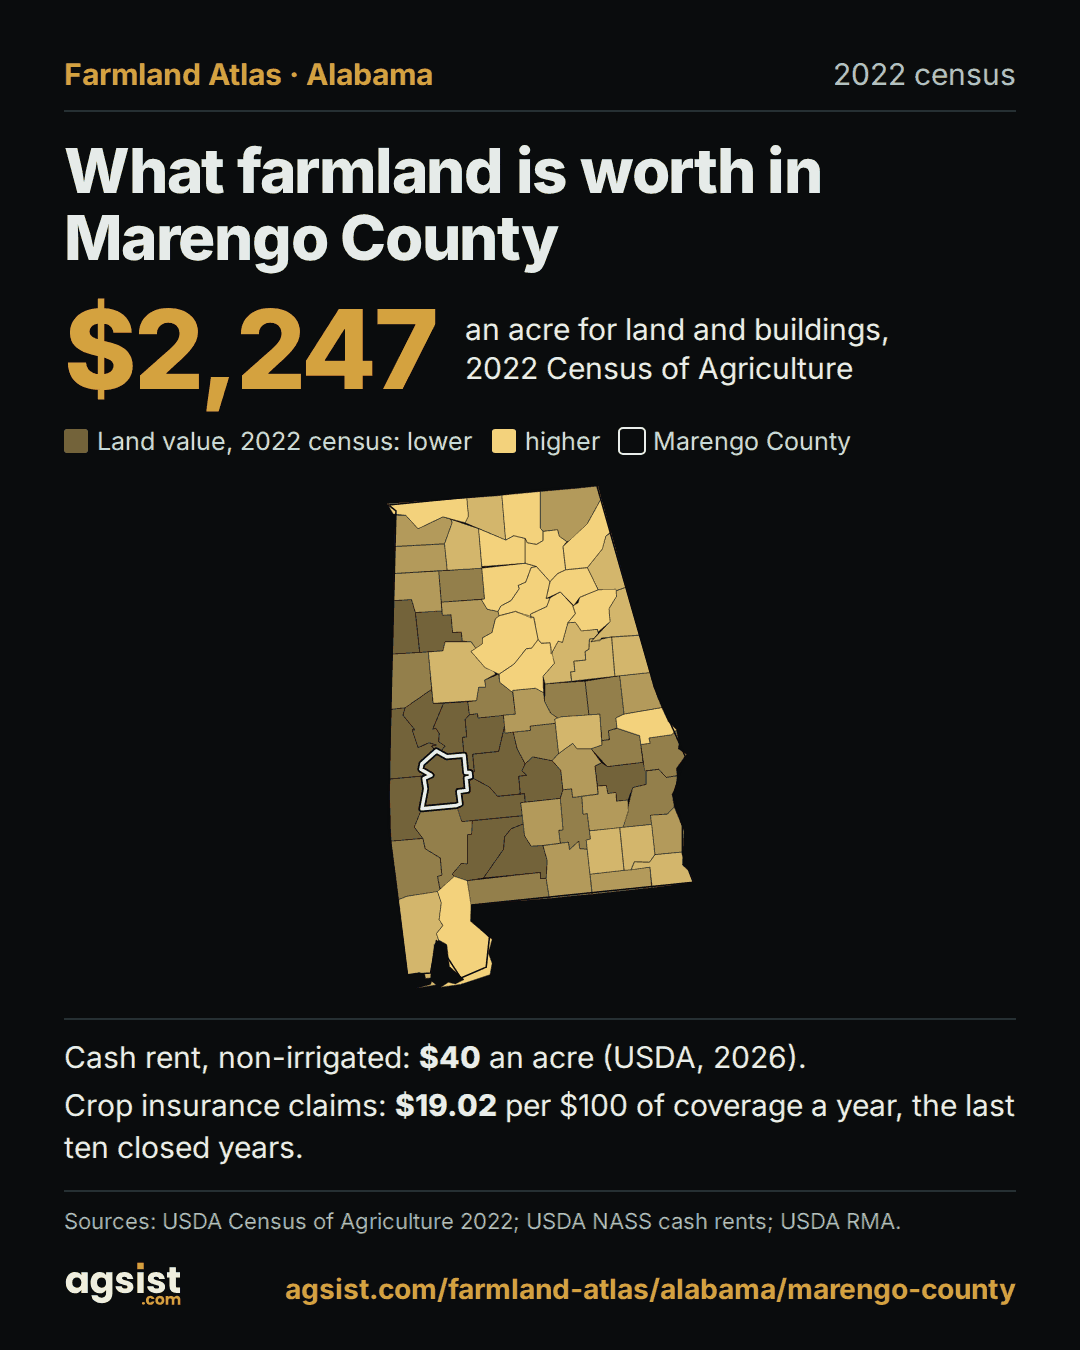 Farmland Atlas · Alabama
2022 census
What farmland is worth in
Marengo County
$2,247
an acre for land and buildings,
2022 Census of Agriculture
Land value, 2022 census: lower
higher
Marengo County
Cash rent, non-irrigated: $40 an acre (USDA, 2026).
Crop insurance claims: $19.02 per $100 of coverage a year, the last
ten closed years.
Sources: USDA Census of Agriculture 2022; USDA NASS cash rents; USDA RMA.
agsist
.com
agsist.com/farmland-atlas/alabama/marengo-county